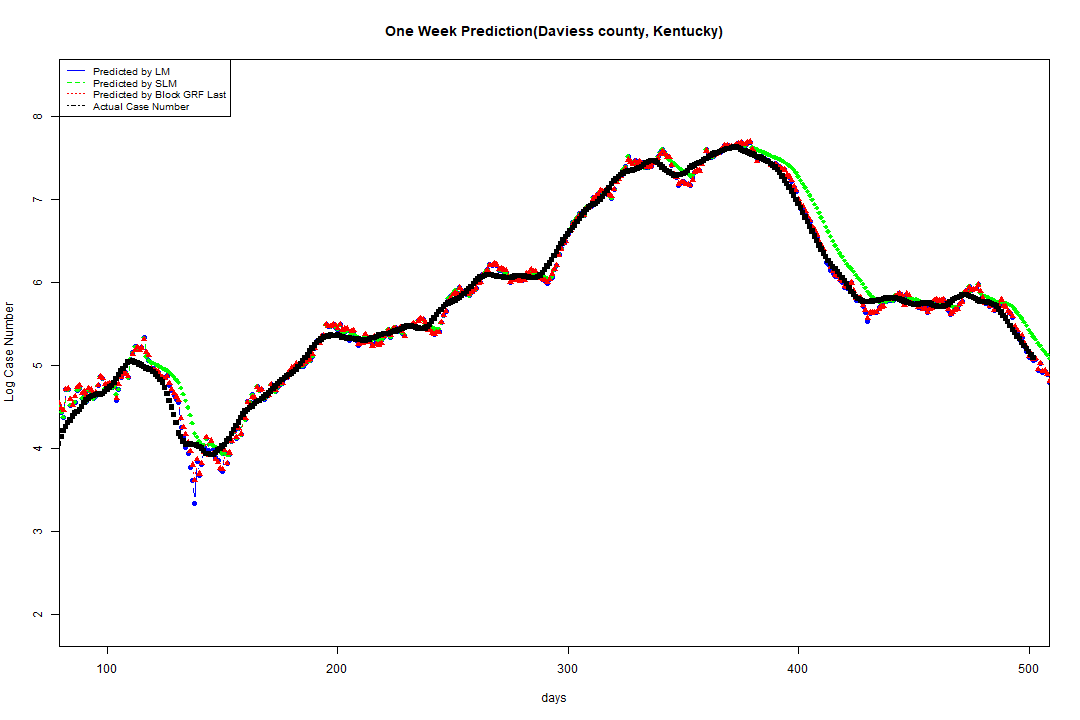 One Week Prediction(Daviess county, Kentucky)
Predicted by LM
Predicted by SLM
Predicted by Block GRF Last
Actual Case Number
Log Case Number
8
7
6
5
4
3
2
100 200 300 400 500
days